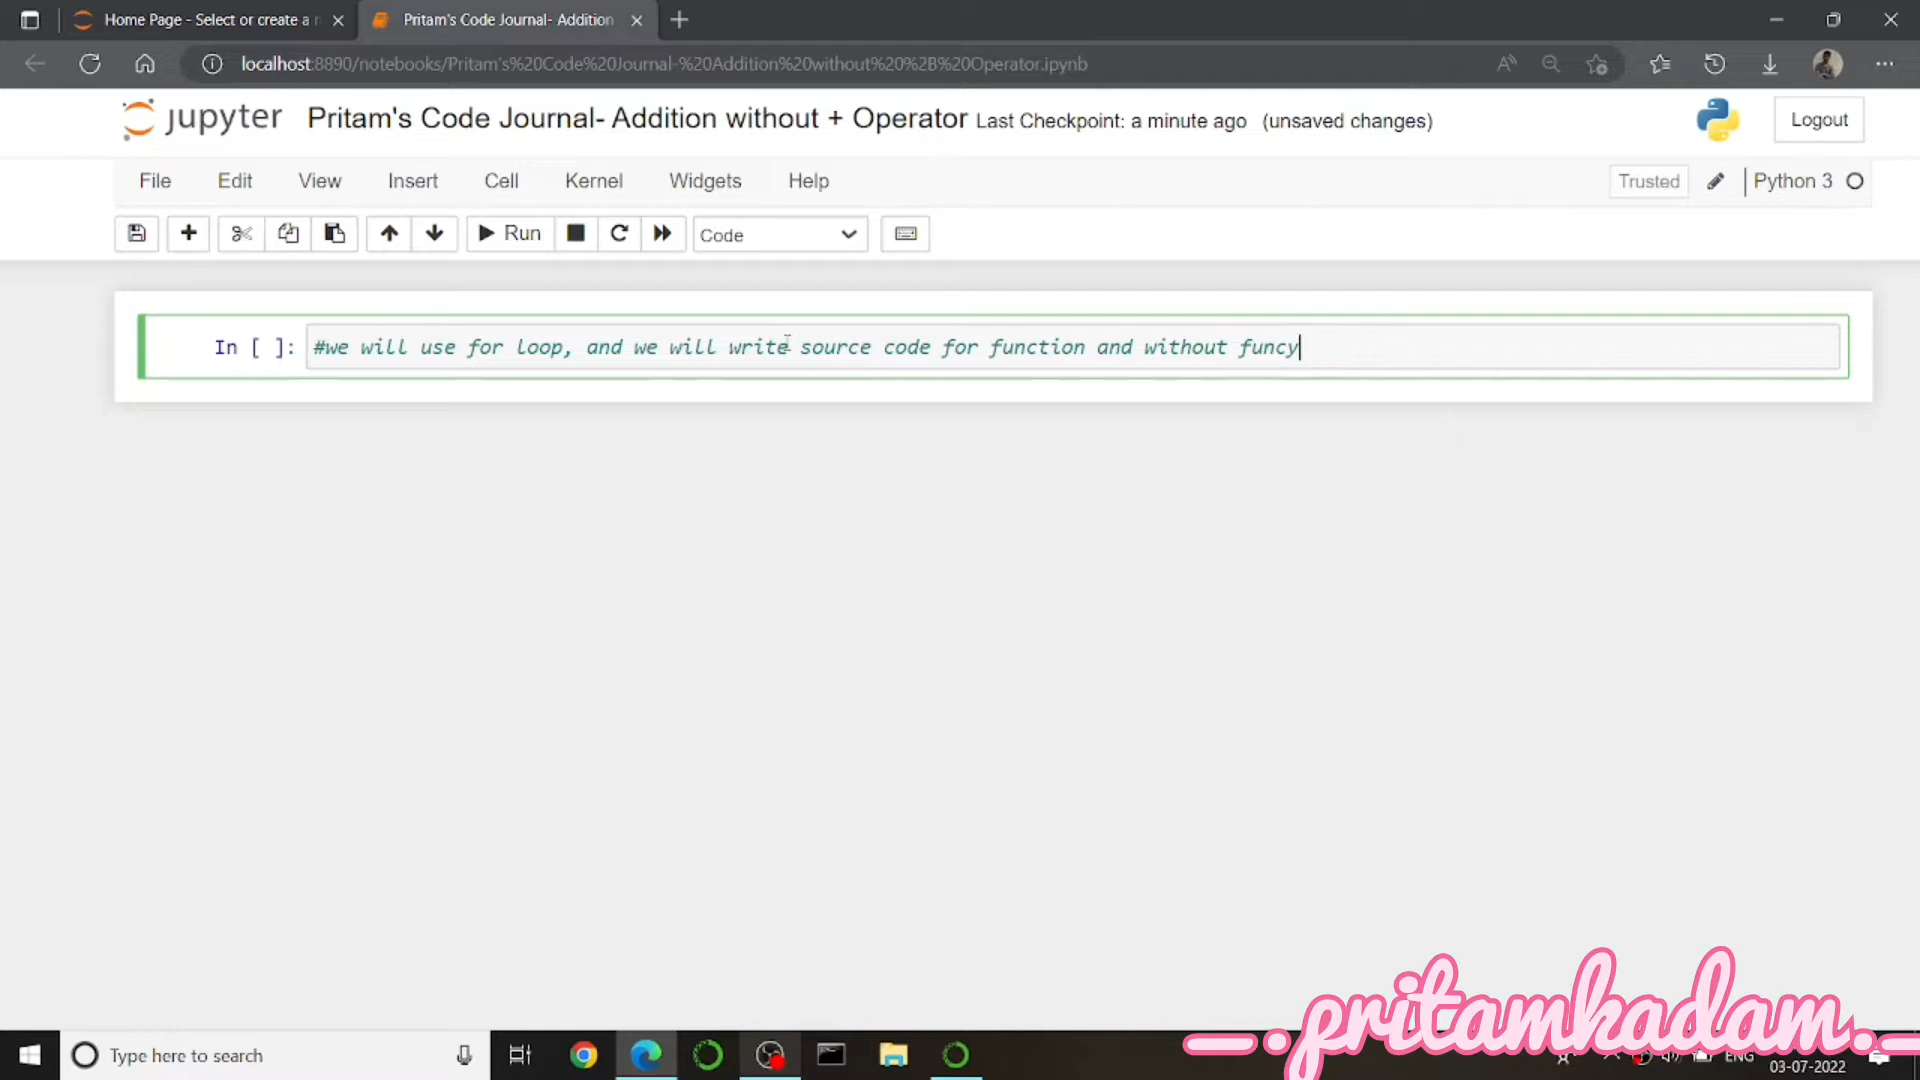 Home Page - Select or create a n
Pritam's Code Journal- Addition
localhost:8890/notebooks/Pritam's%20Code%20Journal-%20Addition%20without%20%2B%20Operator.ipynb
jupyter Pritam's Code Journal- Addition without + Operator Last Checkpoint: a minute ago (unsaved changes)
Logout
File Edit View Insert Cell Kernel Widgets Help
Trusted Python 3
Run Code
In [ ]: #we will use for loop, and we will write source code for function and without funcy
_.pritamkadam._
Type here to search
ENG
03-07-2022